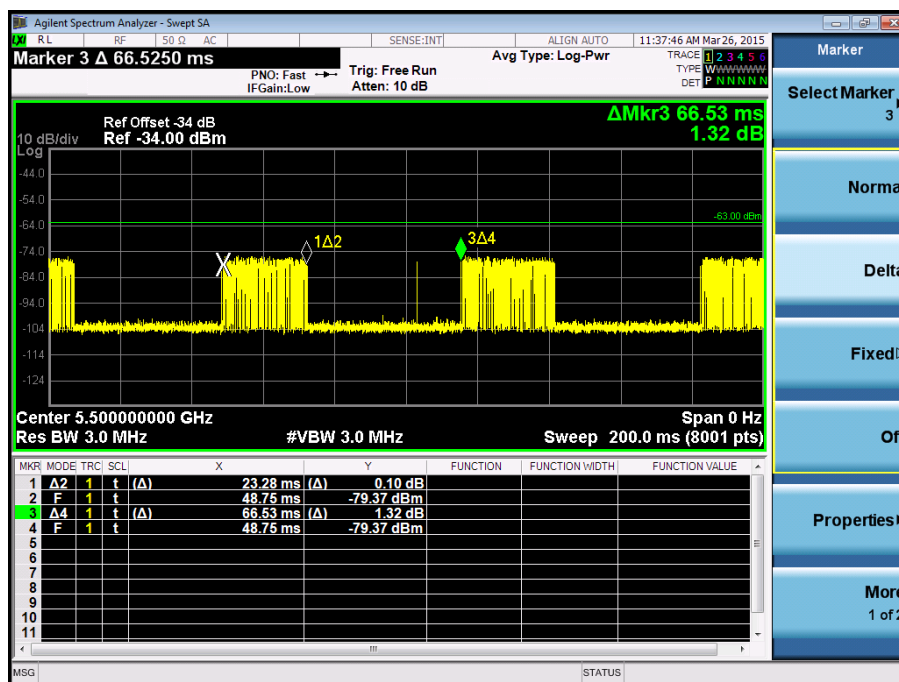 Agilent Spectrum Analyzer - Swept SA
LXI RL RF 50 Ω AC SENSE:INT ALIGN AUTO 11:37:46 AM Mar 26, 2015
Marker 3 Δ 66.5250 ms
PNO: Fast
IFGain:Low
Trig: Free Run
Atten: 10 dB
Avg Type: Log-Pwr
TRACE 1 2 3 4 5 6
TYPE WWWWWW
DET P N N N N N
Ref Offset -34 dB
10 dB/div Ref -34.00 dBm
Log
ΔMkr3 66.53 ms
1.32 dB
-44.0
-54.0
-63.00 dBm
-64.0
1Δ2
3Δ4
-74.0
X
-84.0
-94.0
-104
-114
-124
Center 5.500000000 GHz Span 0 Hz
Res BW 3.0 MHz #VBW 3.0 MHz Sweep 200.0 ms (8001 pts)
MKR MODE TRC SCL X Y FUNCTION FUNCTION WIDTH FUNCTION VALUE
1 Δ2 1 t (Δ) 23.28 ms (Δ) 0.10 dB
2 F 1 t 48.75 ms -79.37 dBm
3 Δ4 1 t (Δ) 66.53 ms (Δ) 1.32 dB
4 F 1 t 48.75 ms -79.37 dBm
5
6
7
8
9
10
11
MSG STATUS
Marker
Select Marker
3
Norma
Delta
Fixed
Of
Properties
More
1 of 2